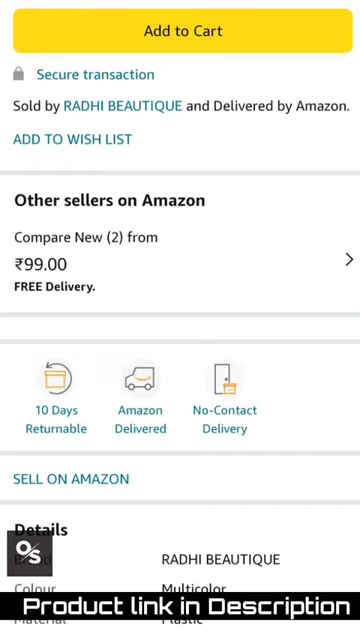 Add to Cart
Secure transaction
Sold by RADHI BEAUTIQUE and Delivered by Amazon.
ADD TO WISH LIST
Other sellers on Amazon
Compare New (2) from
₹99.00
FREE Delivery.
10 Days
Returnable
Amazon
Delivered
No-Contact
Delivery
SELL ON AMAZON
Details
RADHI BEAUTIQUE
Colour
Multicolor
Product link in Description
Material
Plastic